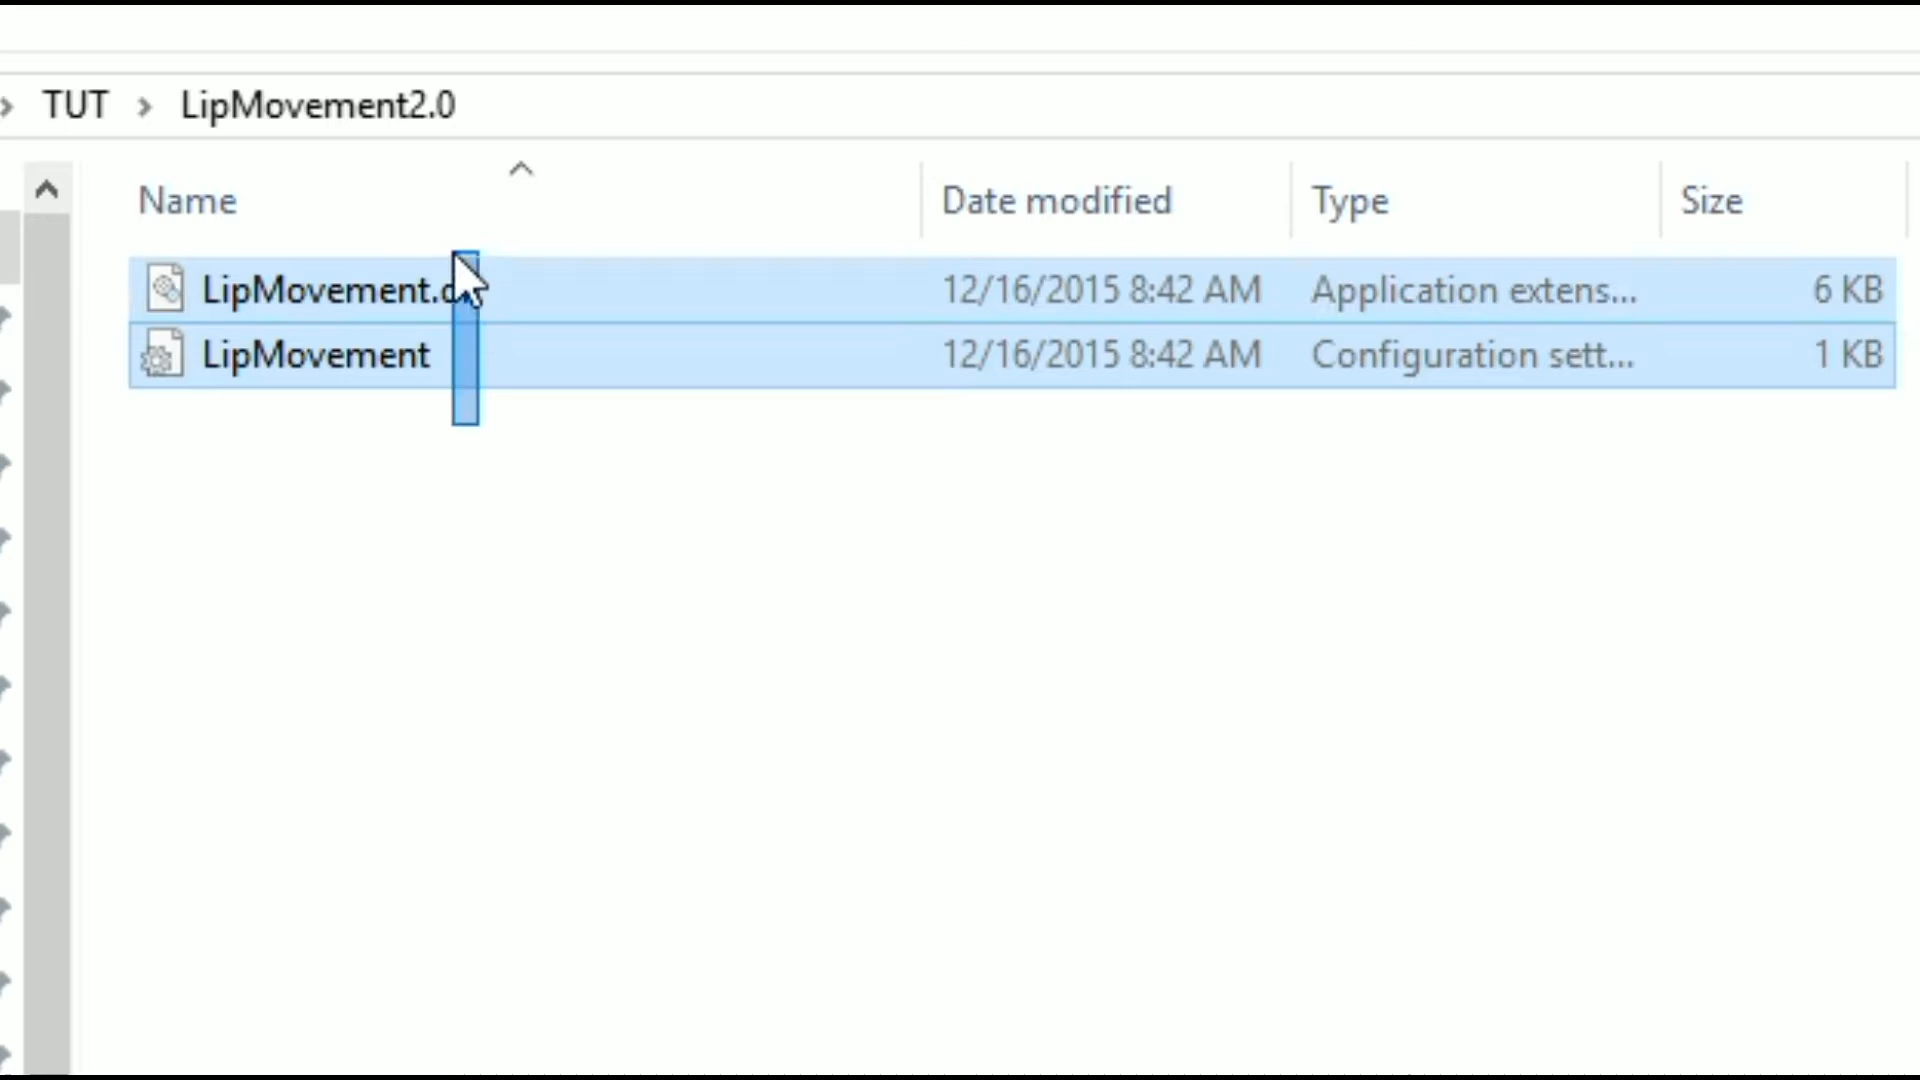 TUT > LipMovement2.0
Name Date modified Type Size
LipMovement. 12/16/2015 8:42 AM Application extens... 6 KB
LipMovement 12/16/2015 8:42 AM Configuration sett... 1 KB